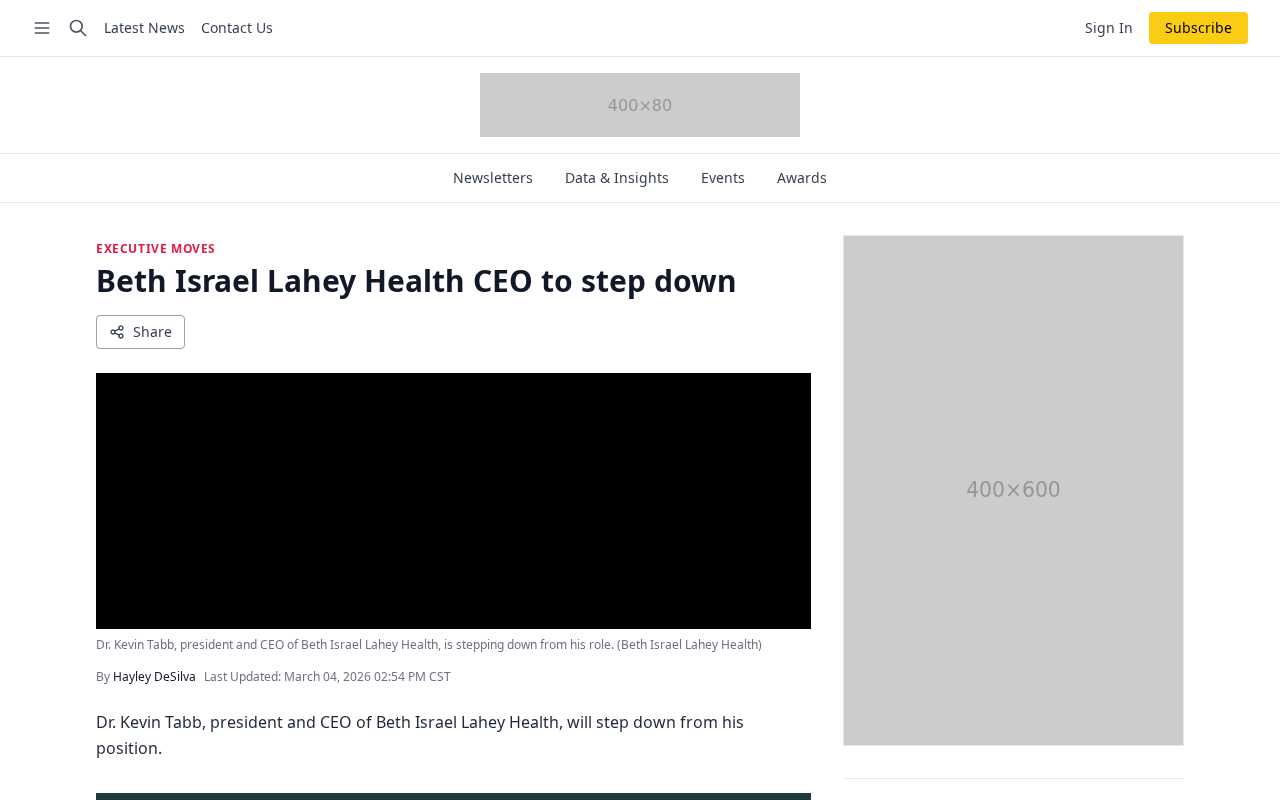 Latest News
Contact Us
Sign In
Subscribe
400×80
Newsletters
Data & Insights
Events
Awards
EXECUTIVE MOVES
Beth Israel Lahey Health CEO to step down
Share
Dr. Kevin Tabb, president and CEO of Beth Israel Lahey Health, is stepping down from his role. (Beth Israel Lahey Health)
By Hayley DeSilva Last Updated: March 04, 2026 02:54 PM CST
Dr. Kevin Tabb, president and CEO of Beth Israel Lahey Health, will step down from his
position.
400×600